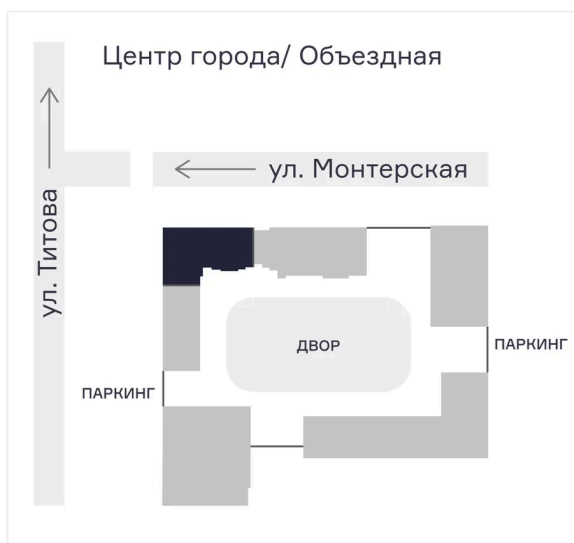 Центр города/ Объездная
ул. Монтерская
ул. Титова
ДВОР
ПАРКИНГ
ПАРКИНГ